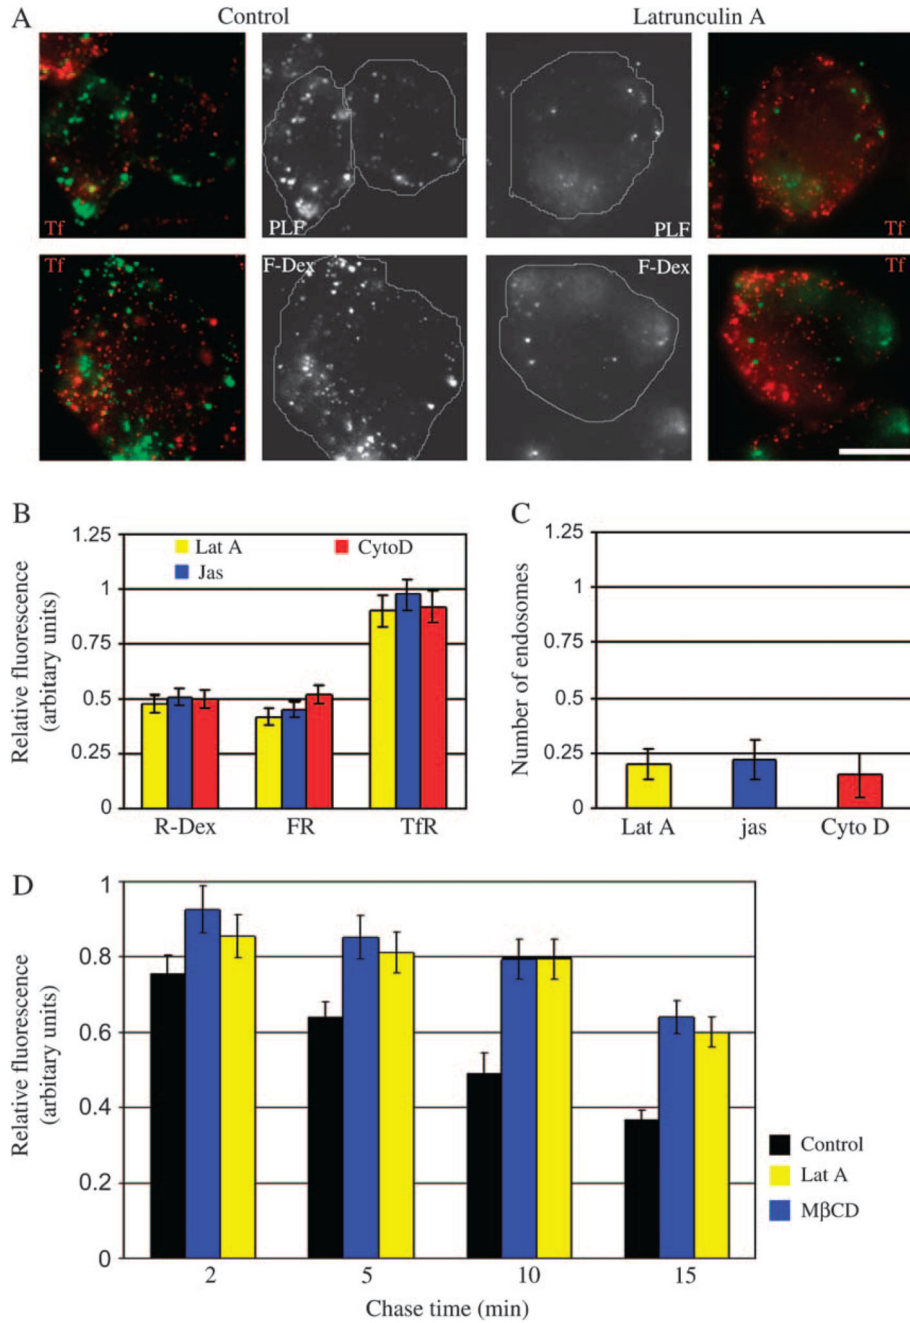 A
Control
Latrunculin A
Tf
PLF
PLF
Tf
Tf
F-Dex
F-Dex
Tf
B
1.25
1
0.75
0.5
0.25
0
Relative fluorescence
(arbitary units)
Lat A
CytoD
Jas
R-Dex
FR
TfR
C
1.25
1
0.75
0.5
0.25
0
Number of endosomes
Lat A
jas
Cyto D
D
1
0.8
0.6
0.4
0.2
0
Relative fluorescence
(arbitary units)
2
5
10
15
Chase time (min)
Control
Lat A
MβCD